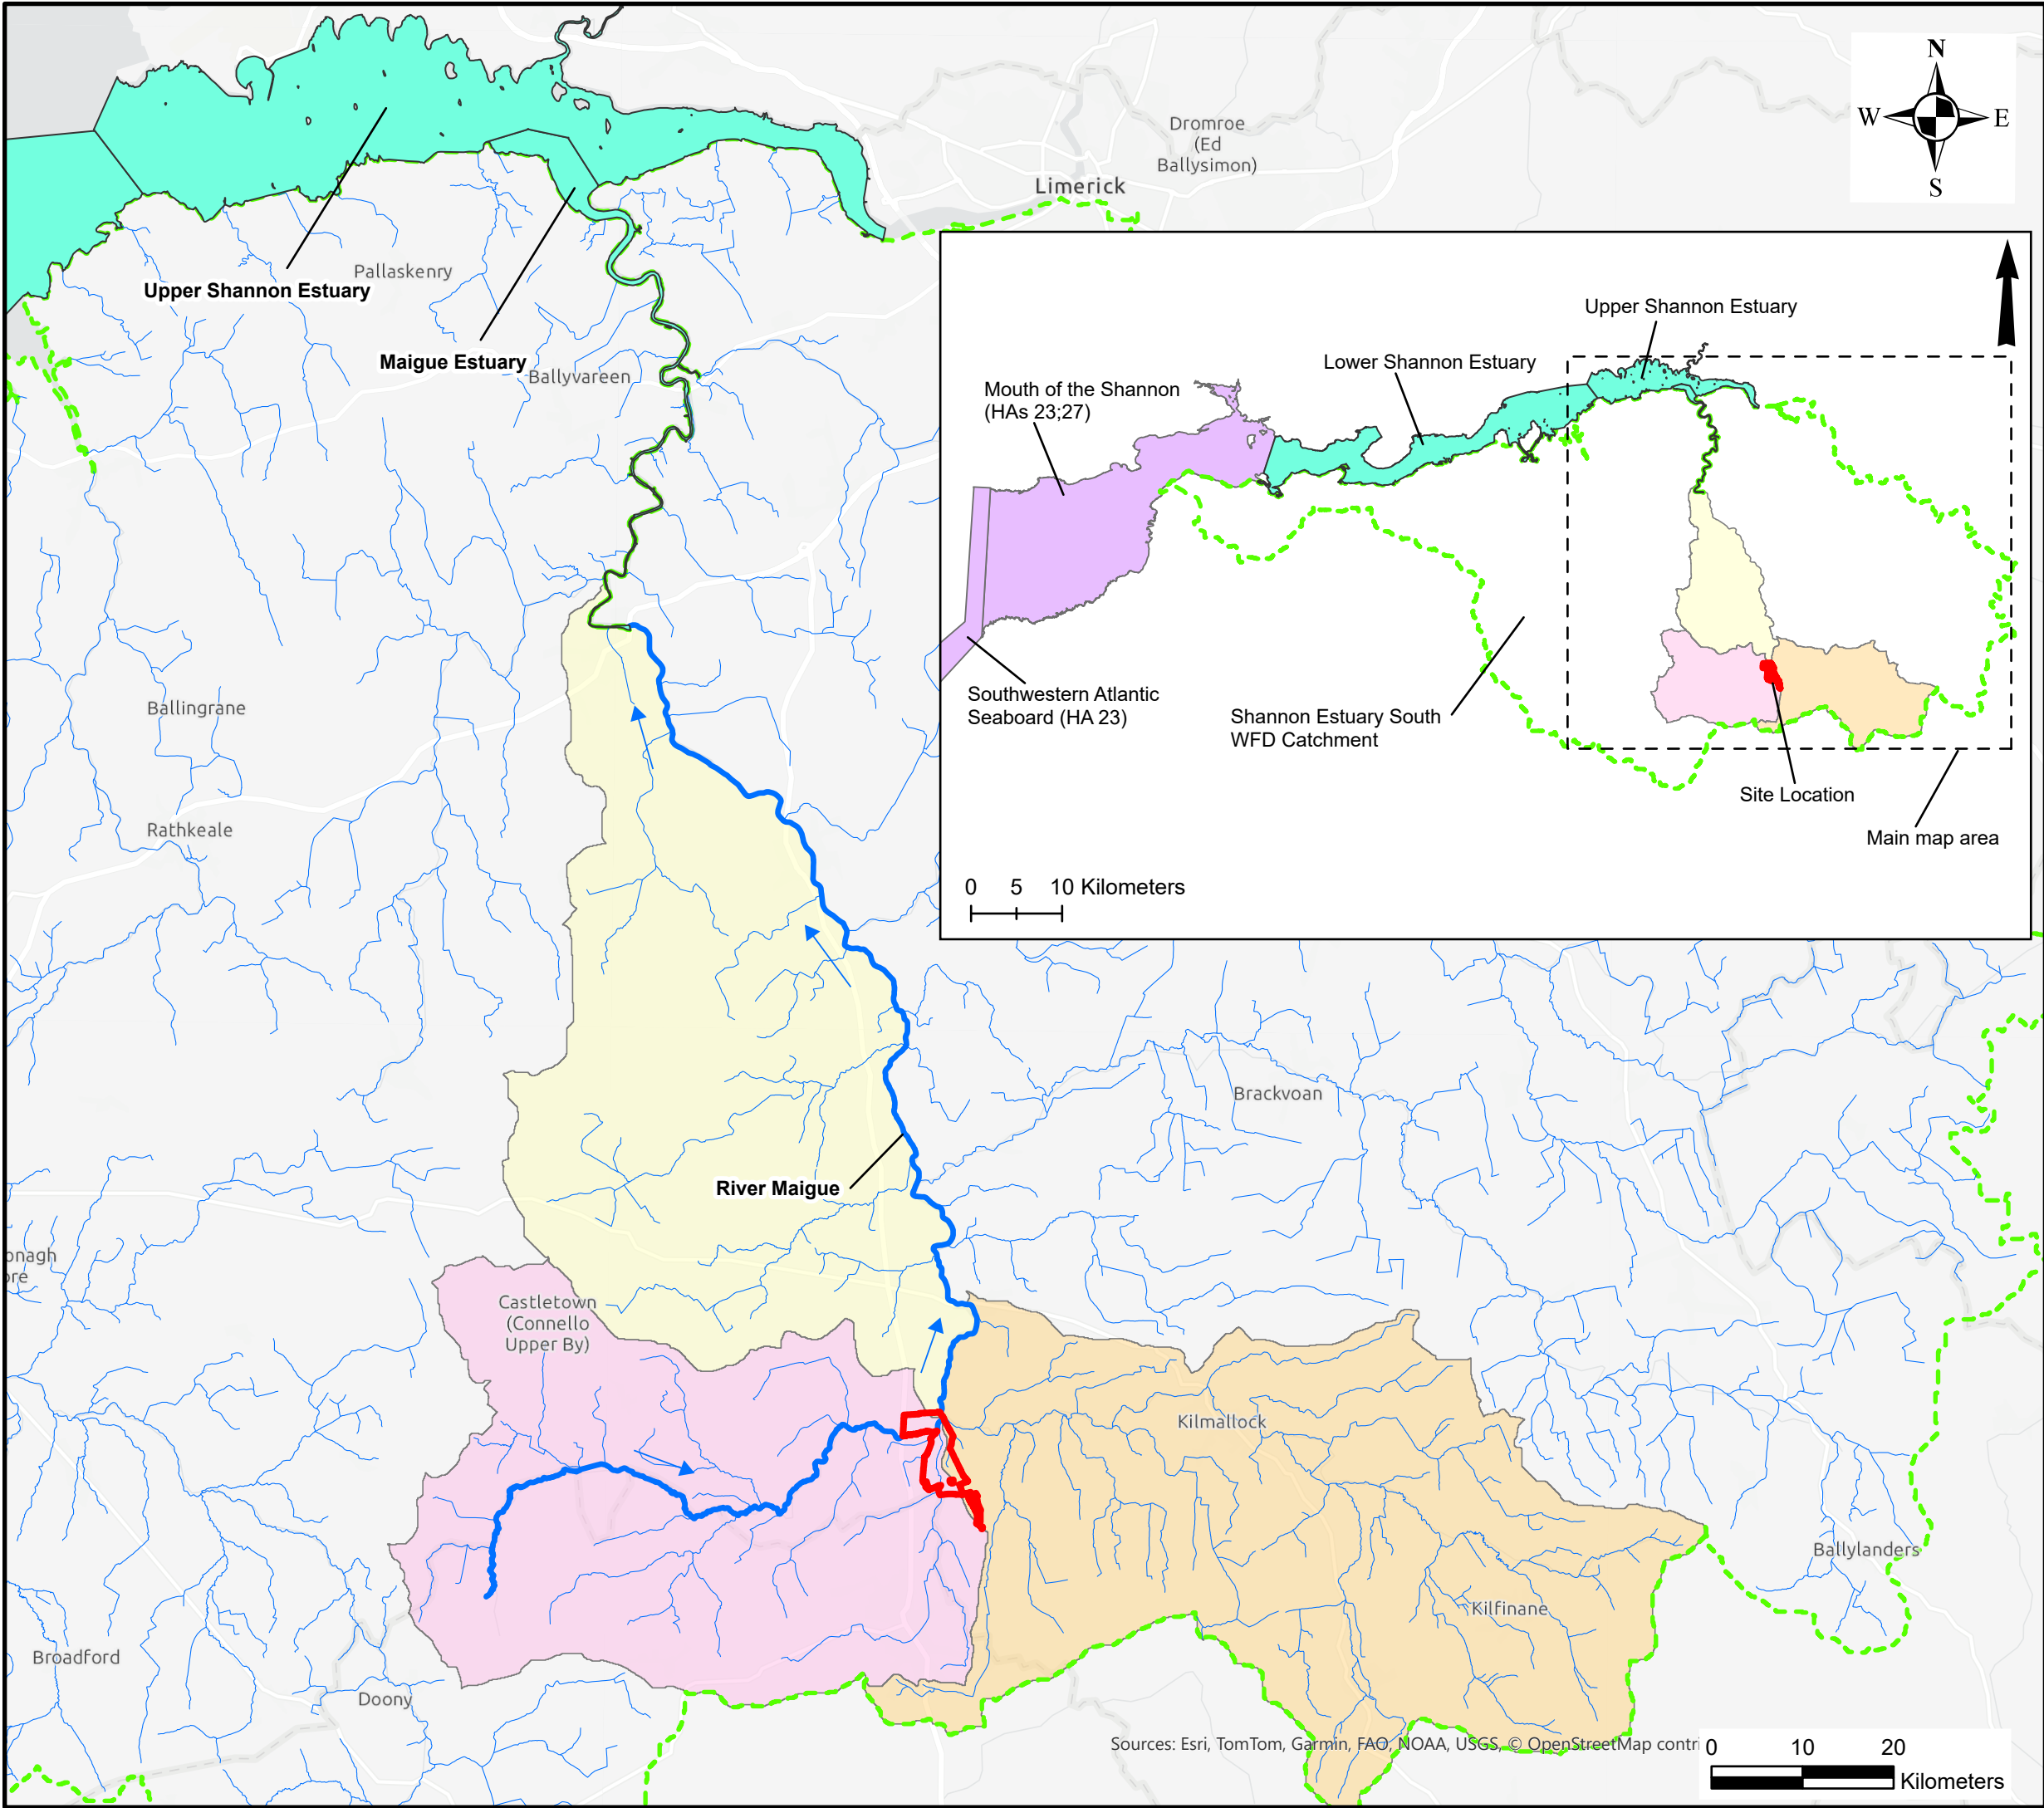 N
W
E
S
Dromroe
(Ed
Ballysimon)
Limerick
Pallaskenry
Upper Shannon Estuary
Maigue Estuary
Ballyvareen
Upper Shannon Estuary
Lower Shannon Estuary
Mouth of the Shannon
(HAs 23;27)
Southwestern Atlantic
Seaboard (HA 23)
Shannon Estuary South
WFD Catchment
Site Location
Main map area
0 5 10 Kilometers
Ballingrane
Rathkeale
Brackvoan
River Maigue
onagh
ore
Castletown
(Connello
Upper By)
Kilmallock
Ballylanders
Kilfinane
Broadford
Doony
Sources: Esri, TomTom, Garmin, FAO, NOAA, USGS, © OpenStreetMap contr
0 10 20
Kilometers